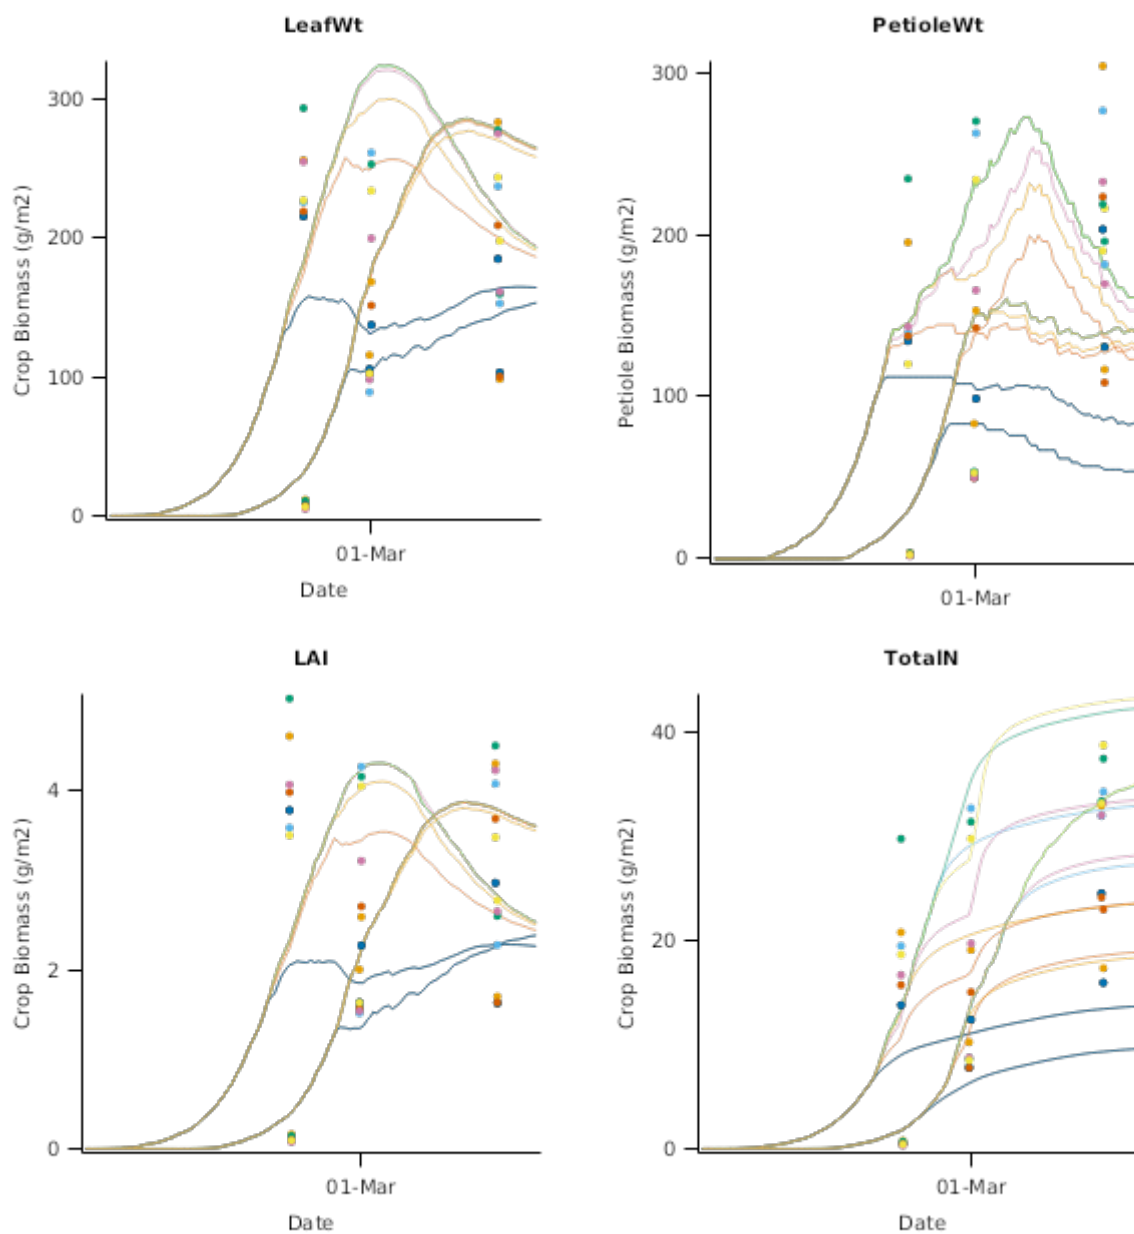 LeafWt
300
200
100
0
Crop Biomass (g/m2)
01-Mar
Date
PetioleWt
300
200
100
0
Petiole Biomass (g/m2)
01-Mar
LAI
4
2
0
Crop Biomass (g/m2)
01-Mar
Date
TotalN
40
20
0
Crop Biomass (g/m2)
01-Mar
Date